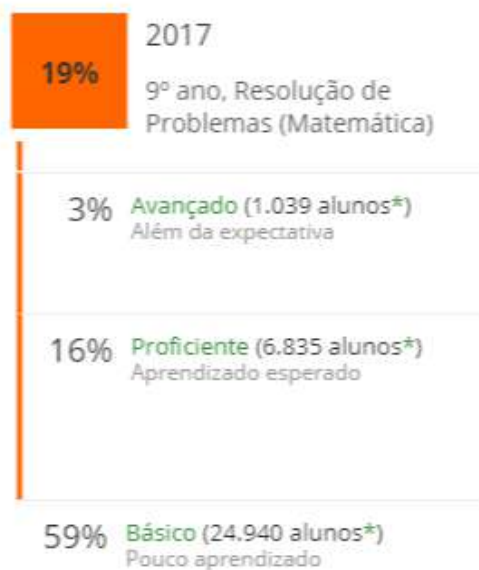 19%
2017
9º ano, Resolução de
Problemas (Matemática)
3% Avançado (1.039 alunos*)
Além da expectativa
16% Proficiente (6.835 alunos*)
Aprendizado esperado
59% Básico (24.940 alunos*)
Pouco aprendizado